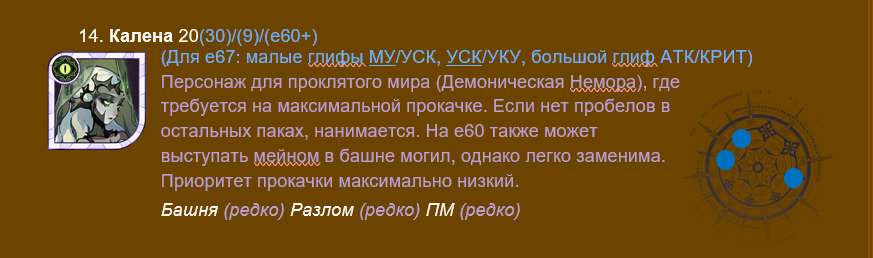 14. Калена 20(30)/(9)/(е60+)
(Для е67: малые глифы МУ/УСК, УСК/УКУ, большой глиф АТК/КРИТ)
Персонаж для проклятого мира (Демоническая Немора), где
требуется на максимальной прокачке. Если нет пробелов в
остальных паках, нанимается. На е60 также может
выступать мейном в башне могил, однако легко заменима.
Приоритет прокачки максимально низкий.
Башня (редко) Разлом (редко) ПМ (редко)